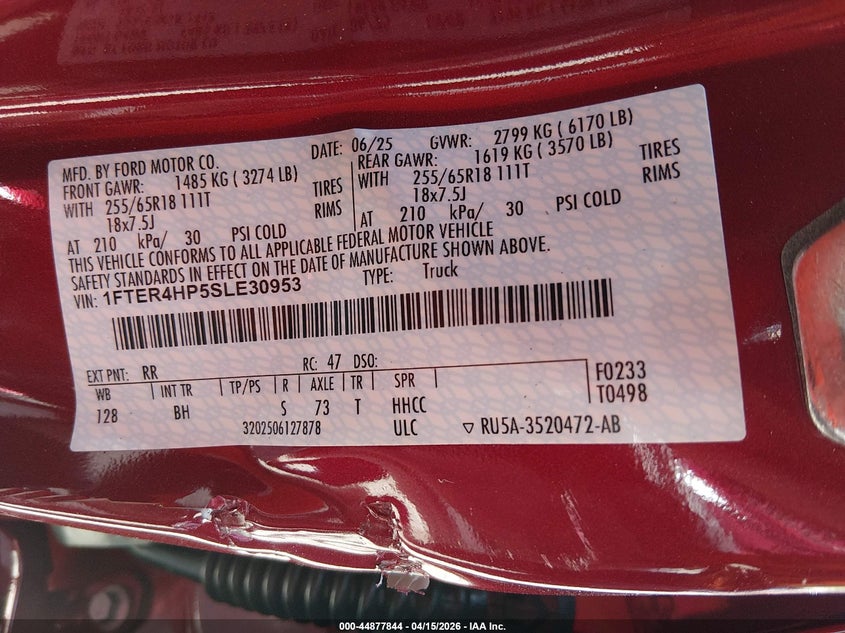 MFD. BY FORD MOTOR CO. DATE: 06/25 GVWR: 2799 KG ( 6170 LB)
FRONT GAWR: 1485 KG ( 3274 LB) REAR GAWR: 1619 KG ( 3570 LB)
WITH 255/65R18 111T TIRES WITH 255/65R18 111T TIRES
18x7.5J RIMS 18x7.5J RIMS
AT 210 kPa/ 30 PSI COLD AT 210 kPa/ 30 PSI COLD
THIS VEHICLE CONFORMS TO ALL APPLICABLE FEDERAL MOTOR VEHICLE
SAFETY STANDARDS IN EFFECT ON THE DATE OF MANUFACTURE SHOWN ABOVE.
VIN: 1FTER4HP5SLE30953 TYPE: Truck
EXT PNT: RR RC: 47 DSO:
WB INT TR TP/PS R AXLE TR SPR F0233
128 BH S 73 T HHCC T0498
3202506127878 ULC ▽ RU5A-3520472-AB
000-44877844 | 04/15/2026 - IAA Inc.